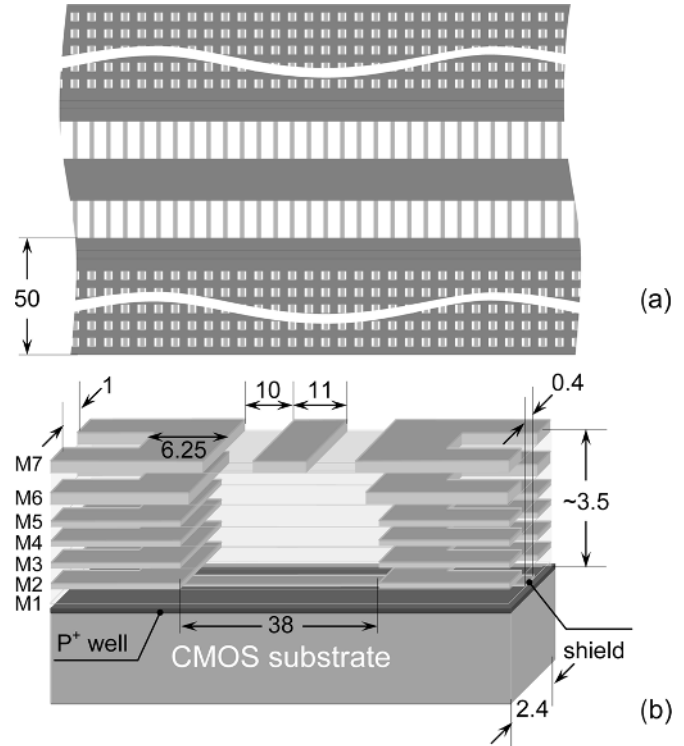 50
(a)
1
10
11
0.4
6.25
M7
M6
M5
M4
M3
M2
M1
~3.5
38
P+ well
CMOS substrate
shield
2.4
(b)